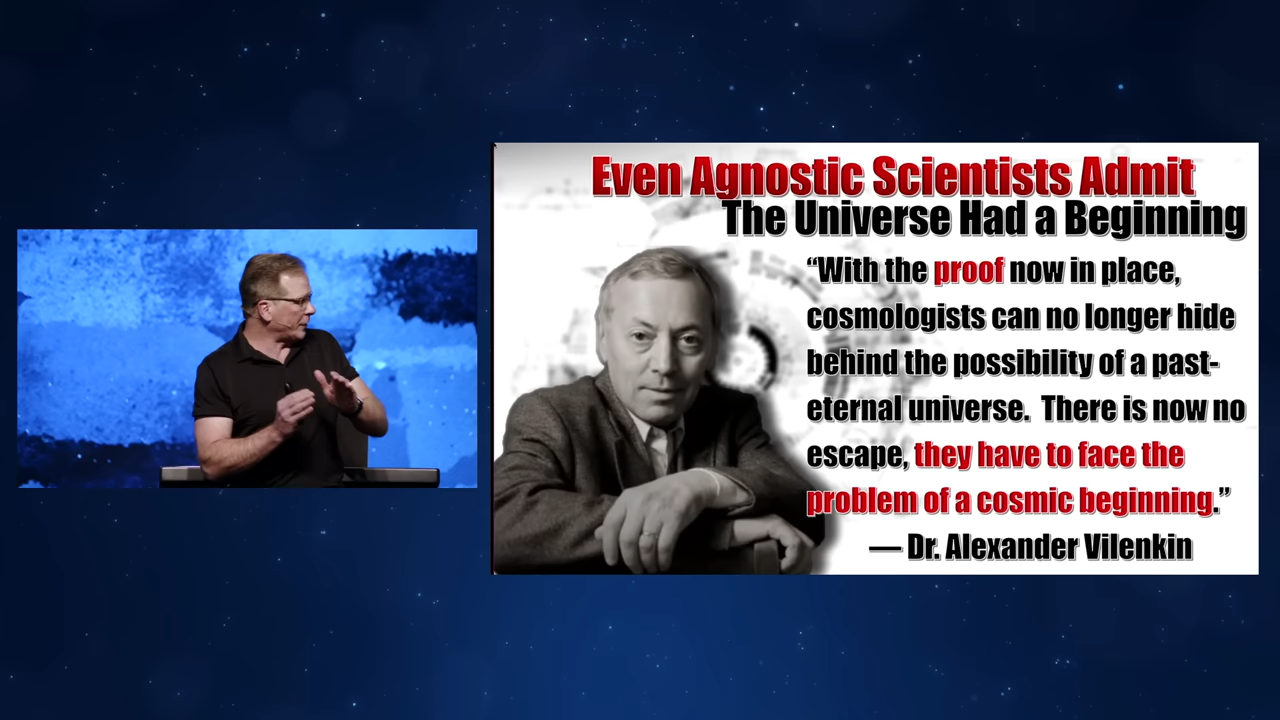 Even Agnostic Scientists Admit
The Universe Had a Beginning
“With the proof now in place,
cosmologists can no longer hide
behind the possibility of a past-
eternal universe.  There is now no
escape, they have to face the
problem of a cosmic beginning.”
— Dr. Alexander Vilenkin